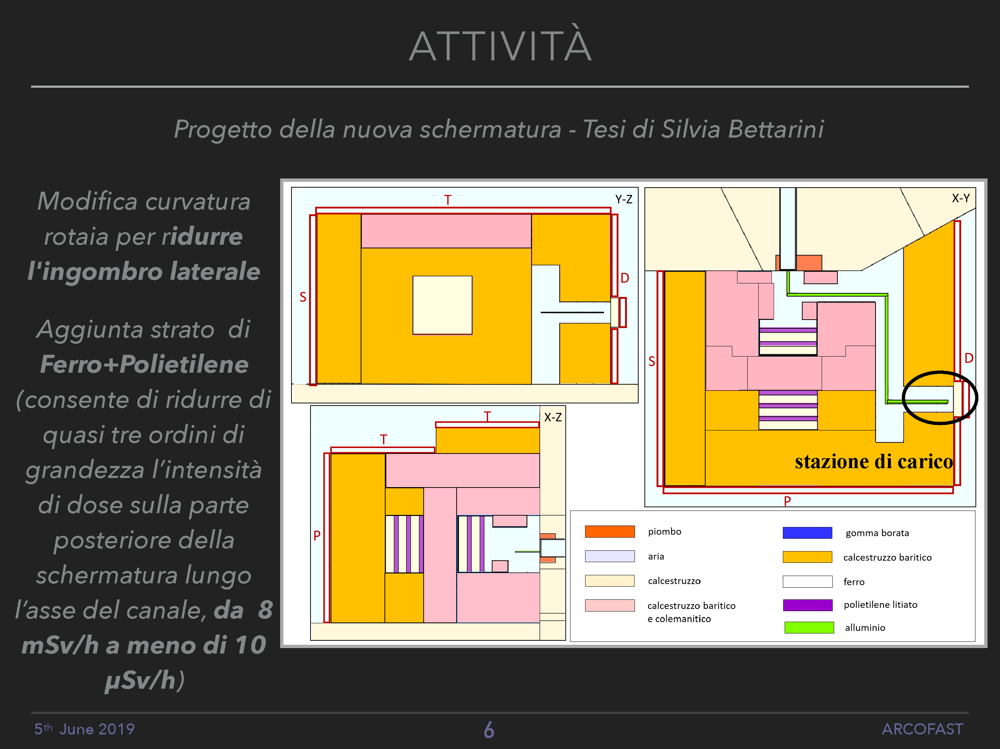 ATTIVITÀ
Progetto della nuova schermatura - Tesi di Silvia Bettarini
Modifica curvatura
rotaia per ridurre
l'ingombro laterale
Aggiunta strato di
Ferro+Polietilene
(consente di ridurre di
quasi tre ordini di
grandezza l’intensità
di dose sulla parte
posteriore della
schermatura lungo
l’asse del canale, da 8
mSv/h a meno di 10
µSv/h)
T
Y-Z
S
D
X-Y
S
D
stazione di carico
P
T
X-Z
T
P
piombo
aria
calcestruzzo
calcestruzzo baritico
e colemanitico
gomma borata
calcestruzzo baritico
ferro
polietilene litiato
alluminio
5th June 2019
6
ARCOFAST